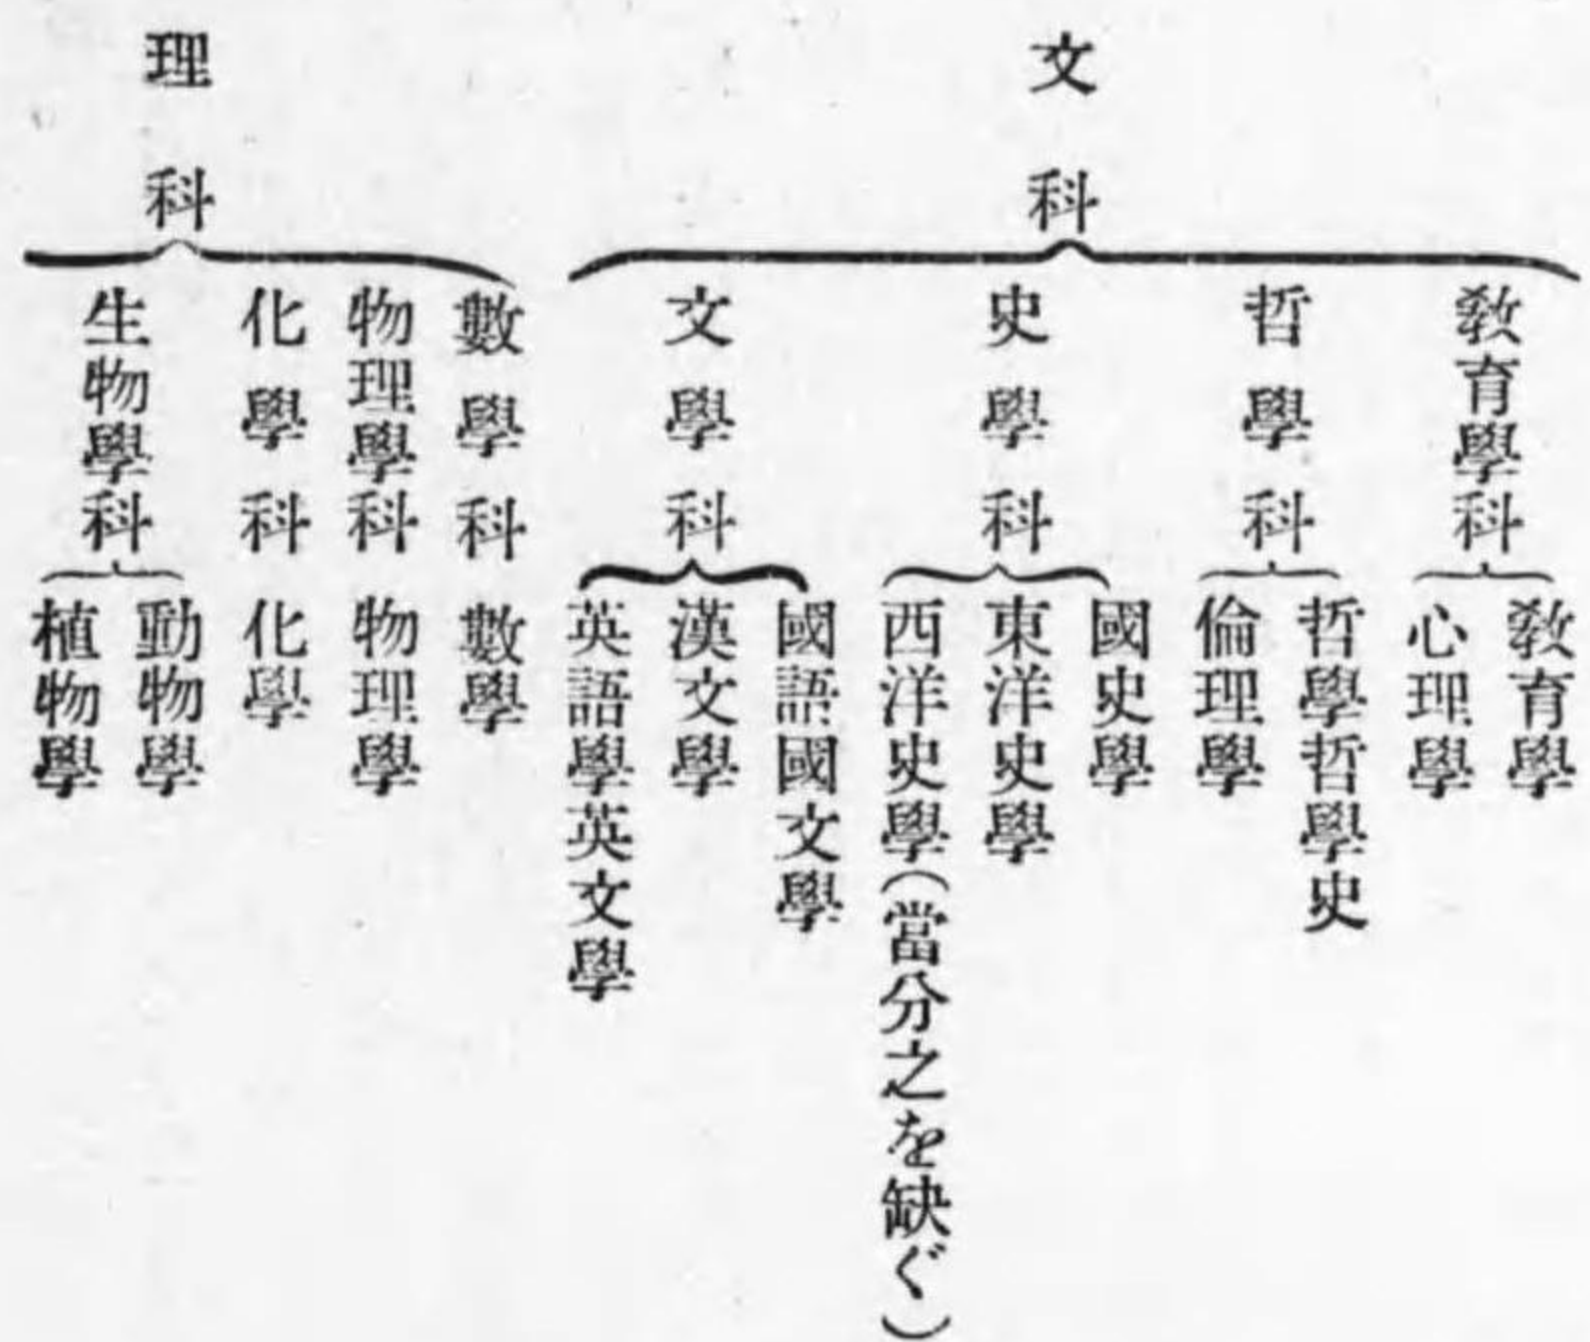 文科
教育學科
教育學
心理學
哲學科
哲學哲學史
倫理學
史學科
國史學
東洋史學
西洋史學(當分之を缺ぐ)
文學科
國語國文學
漢文學
英語學英文學
理科
數學科
數學
物理學科
物理學
化學科
化學
生物學科
動物學
植物學